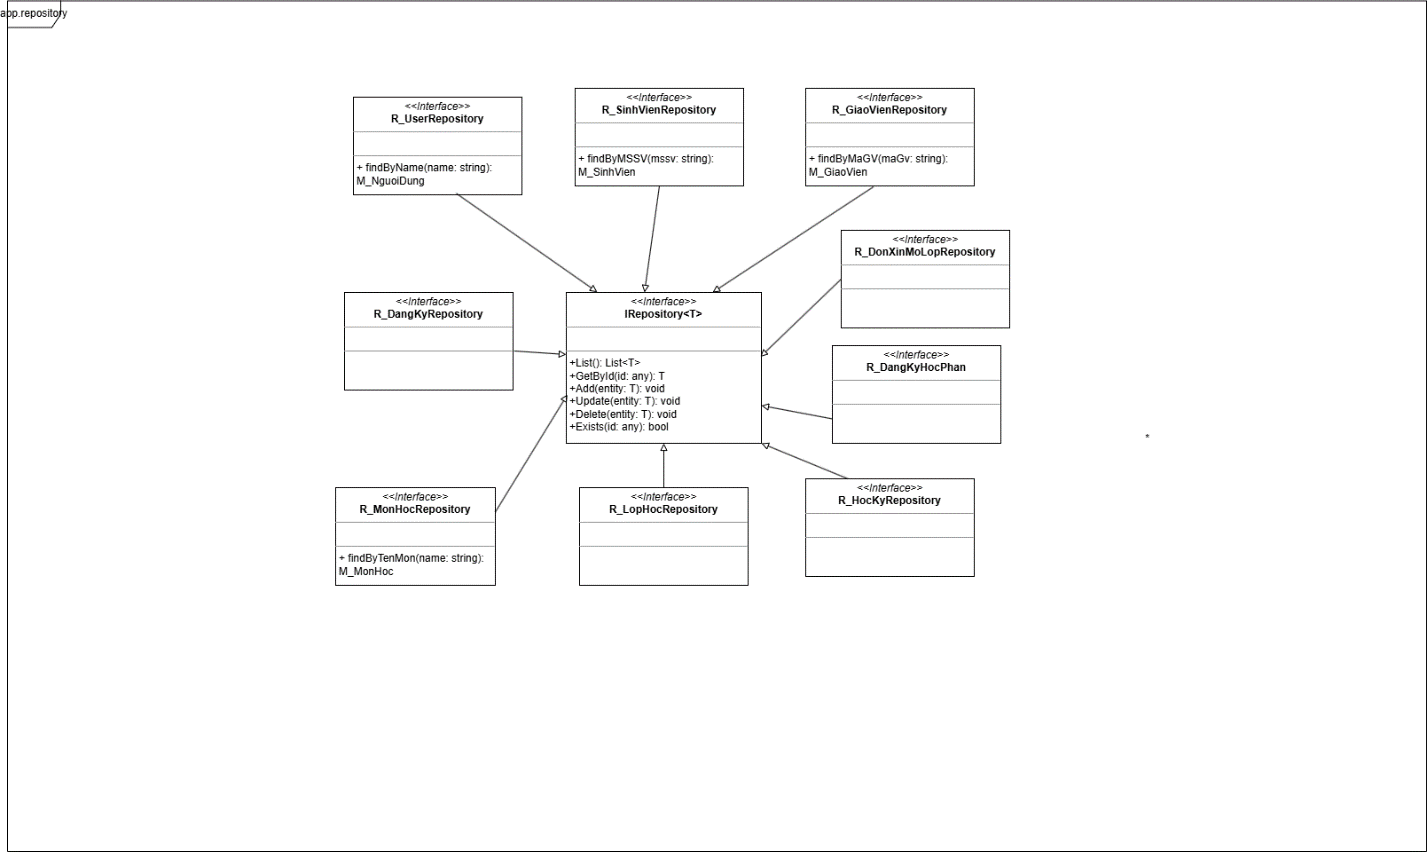 app.repository
<<Interface>>
R_UserRepository
+ findByName(name: string):
M_NguoiDung
<<Interface>>
R_SinhVienRepository
+ findByMSSV(mssv: string):
M_SinhVien
<<Interface>>
R_GiaoVienRepository
+ findByMaGV(maGv: string):
M_GiaoVien
<<Interface>>
R_DonXinMoLopRepository
<<Interface>>
R_DangKyRepository
<<Interface>>
IRepository<T>
+List(): List<T>
+GetById(id: any): T
+Add(entity: T): void
+Update(entity: T): void
+Delete(entity: T): void
+Exists(id: any): bool
<<Interface>>
R_DangKyHocPhan
*
<<Interface>>
R_MonHocRepository
+ findByTenMon(name: string):
M_MonHoc
<<Interface>>
R_LopHocRepository
<<Interface>>
R_HocKyRepository